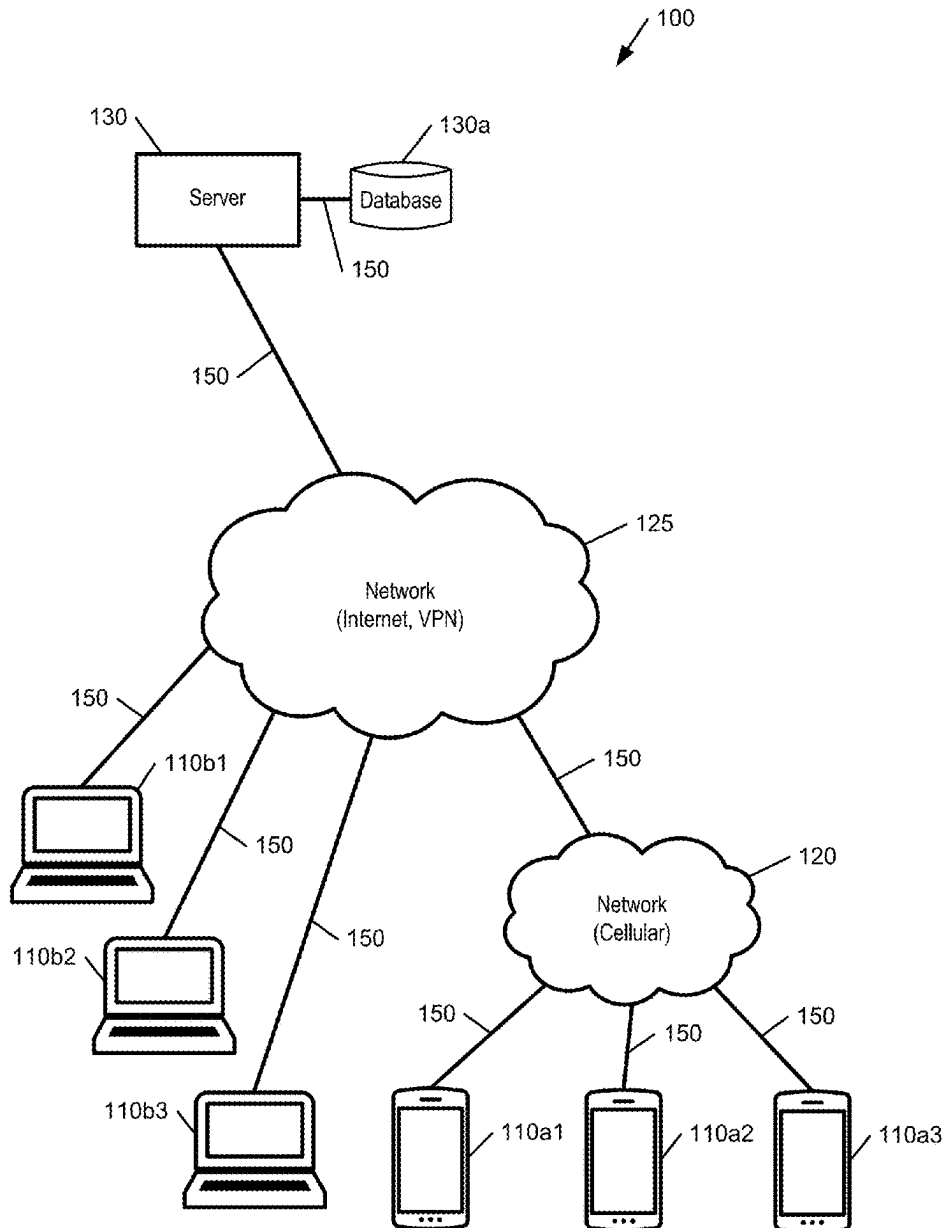 100
130
130a
Server
Database
150
150
125
Network
(Internet, VPN)
150
110b1
150
150
120
Network
(Cellular)
110b2
150
150
150
150
110b3
110a1
110a2
110a3